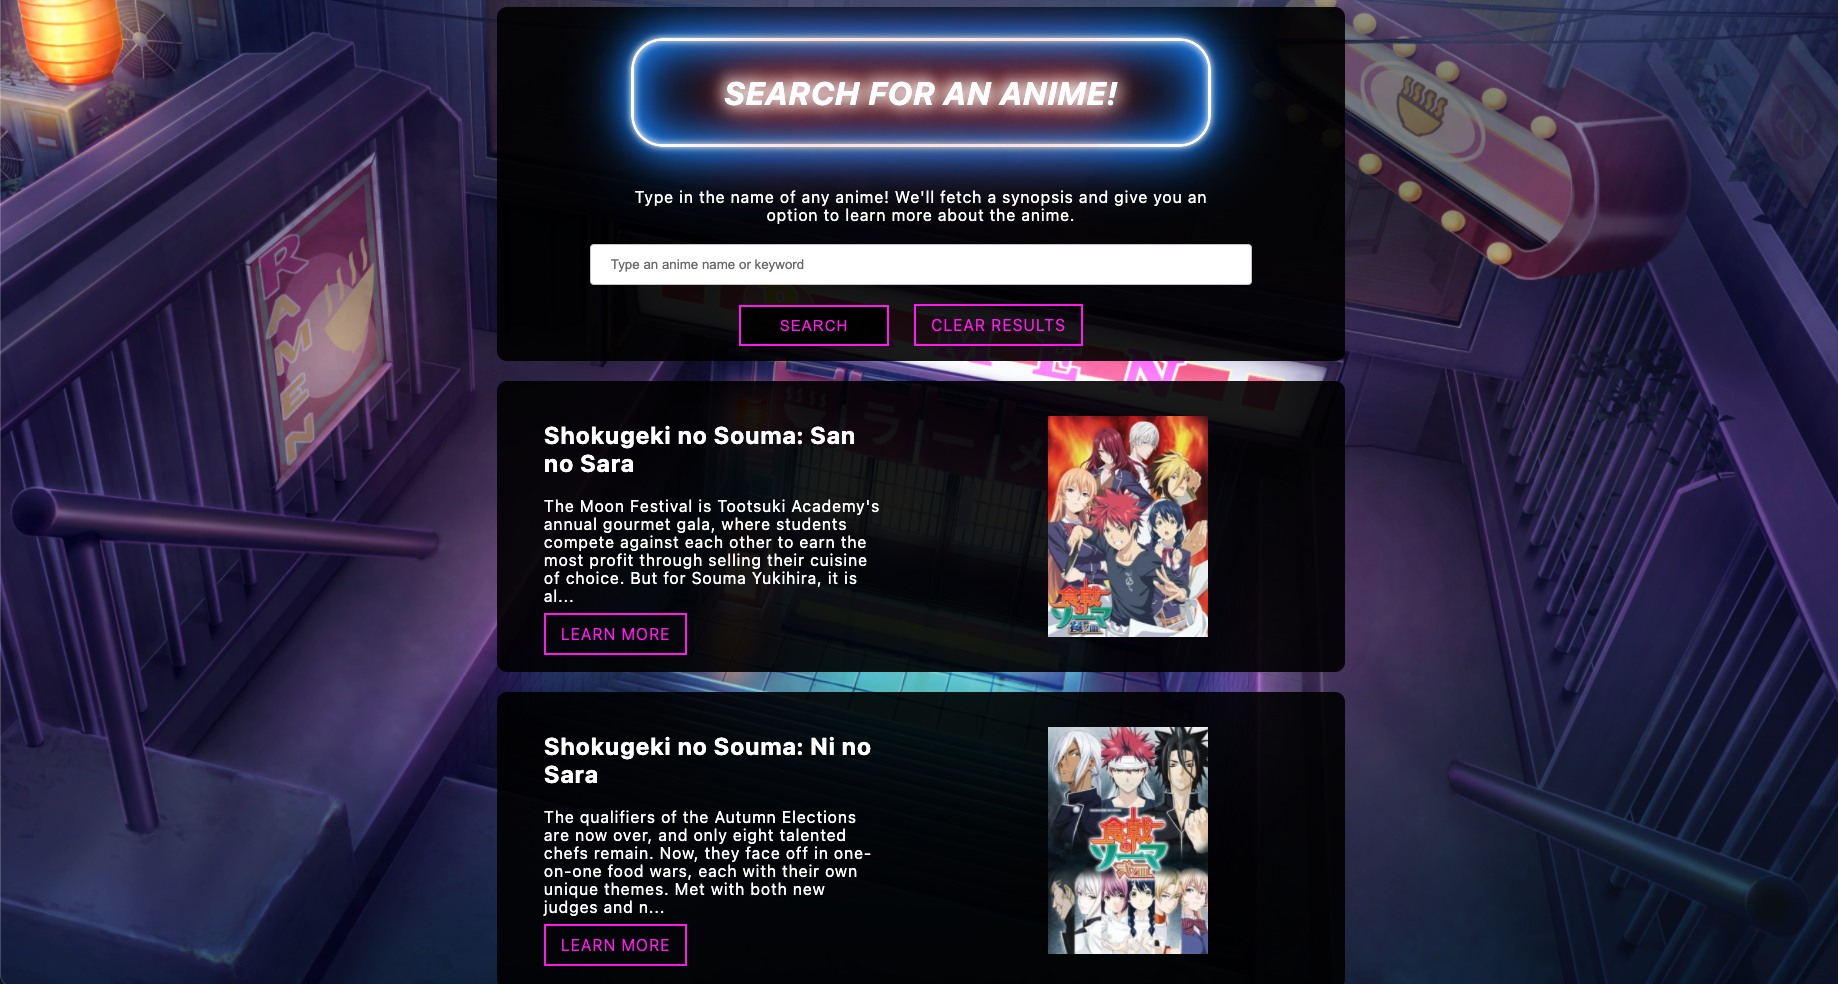 SEARCH FOR AN ANIME!
Type in the name of any anime! We'll fetch a synopsis and give you an
option to learn more about the anime.
Type an anime name or keyword
SEARCH
CLEAR RESULTS
RAMEN
MEN
ラーメ
Shokugeki no Souma: San
no Sara
The Moon Festival is Tootsuki Academy's
annual gourmet gala, where students
compete against each other to earn the
most profit through selling their cuisine
of choice. But for Souma Yukihira, it is
al...
LEARN MORE
食戟の
ソーマ
Shokugeki no Souma: Ni no
Sara
The qualifiers of the Autumn Elections
are now over, and only eight talented
chefs remain. Now, they face off in one-
on-one food wars, each with their own
unique themes. Met with both new
judges and n...
LEARN MORE
食戟の
ソーマ